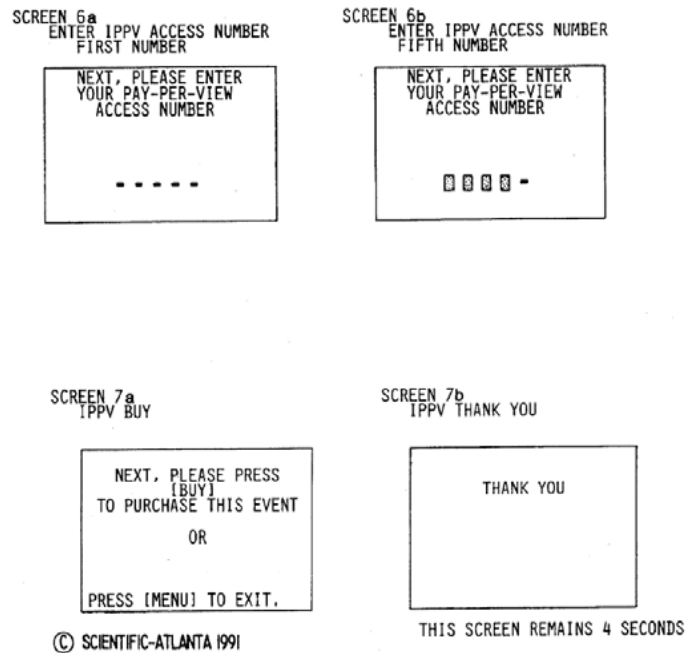 SCREEN 6a
ENTER IPPV ACCESS NUMBER
FIRST NUMBER
NEXT, PLEASE ENTER
YOUR PAY-PER-VIEW
ACCESS NUMBER
- - - - -
SCREEN 6b
ENTER IPPV ACCESS NUMBER
FIFTH NUMBER
NEXT, PLEASE ENTER
YOUR PAY-PER-VIEW
ACCESS NUMBER
-
SCREEN 7a
IPPV BUY
NEXT, PLEASE PRESS
[BUY]
TO PURCHASE THIS EVENT
OR
PRESS [MENU] TO EXIT.
© SCIENTIFIC-ATLANTA 1991
SCREEN 7b
IPPV THANK YOU
THANK YOU
THIS SCREEN REMAINS 4 SECONDS